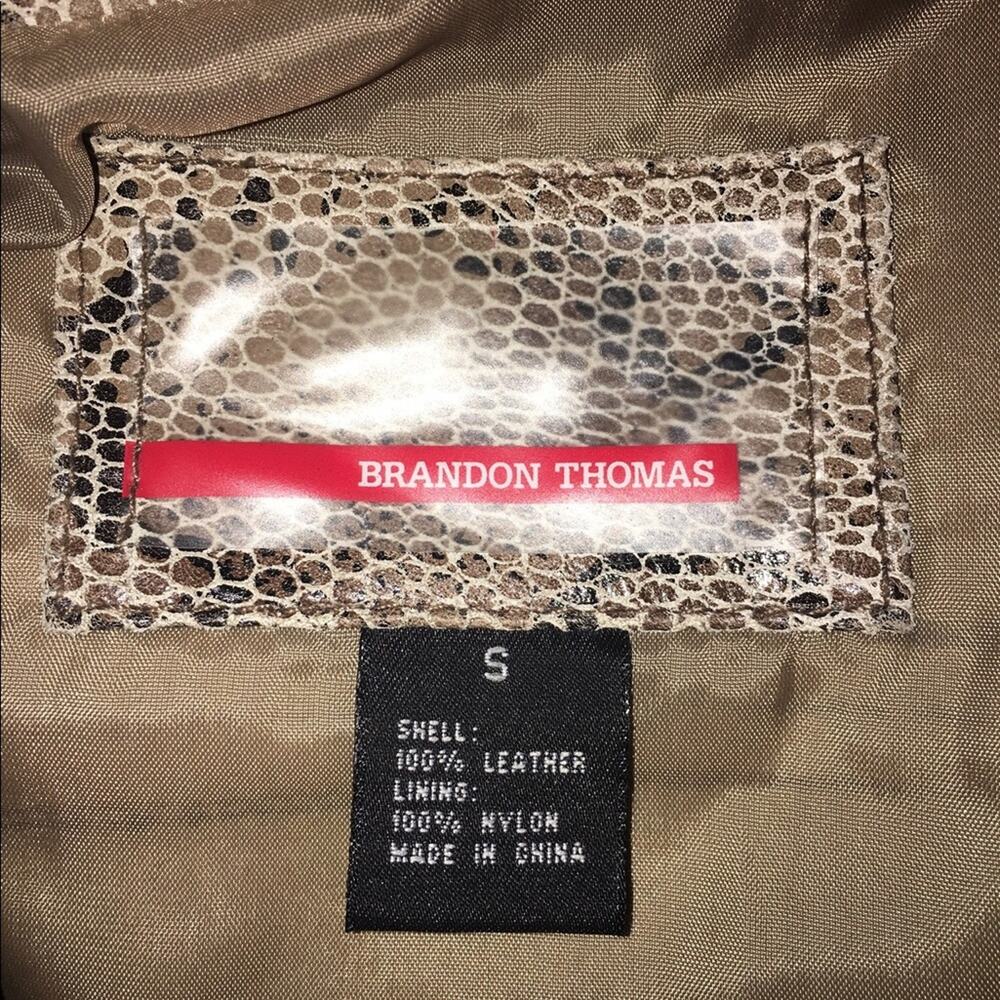 BRANDON THOMAS
S
SHELL:
100% LEATHER
LINING:
100% NYLON
MADE IN CHINA